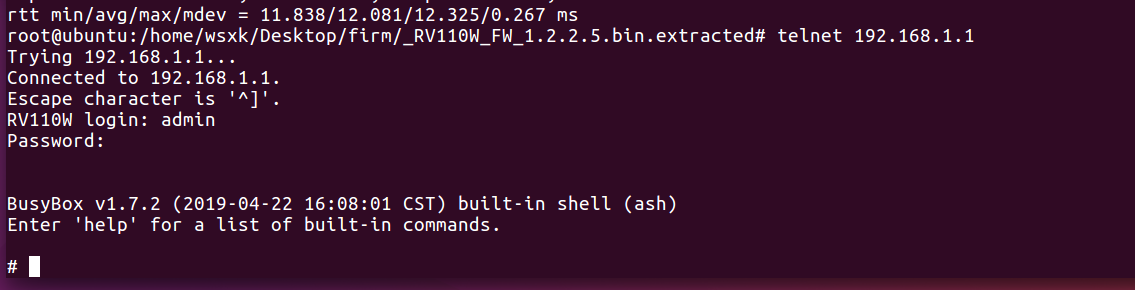 rtt min/avg/max/mdev = 11.838/12.081/12.325/0.267 ms
root@ubuntu:/home/wsxk/Desktop/firm/_RV110W_FW_1.2.2.5.bin.extracted# telnet 192.168.1.1
Trying 192.168.1.1...
Connected to 192.168.1.1.
Escape character is '^]'.
RV110W login: admin
Password:
BusyBox v1.7.2 (2019-04-22 16:08:01 CST) built-in shell (ash)
Enter 'help' for a list of built-in commands.
#